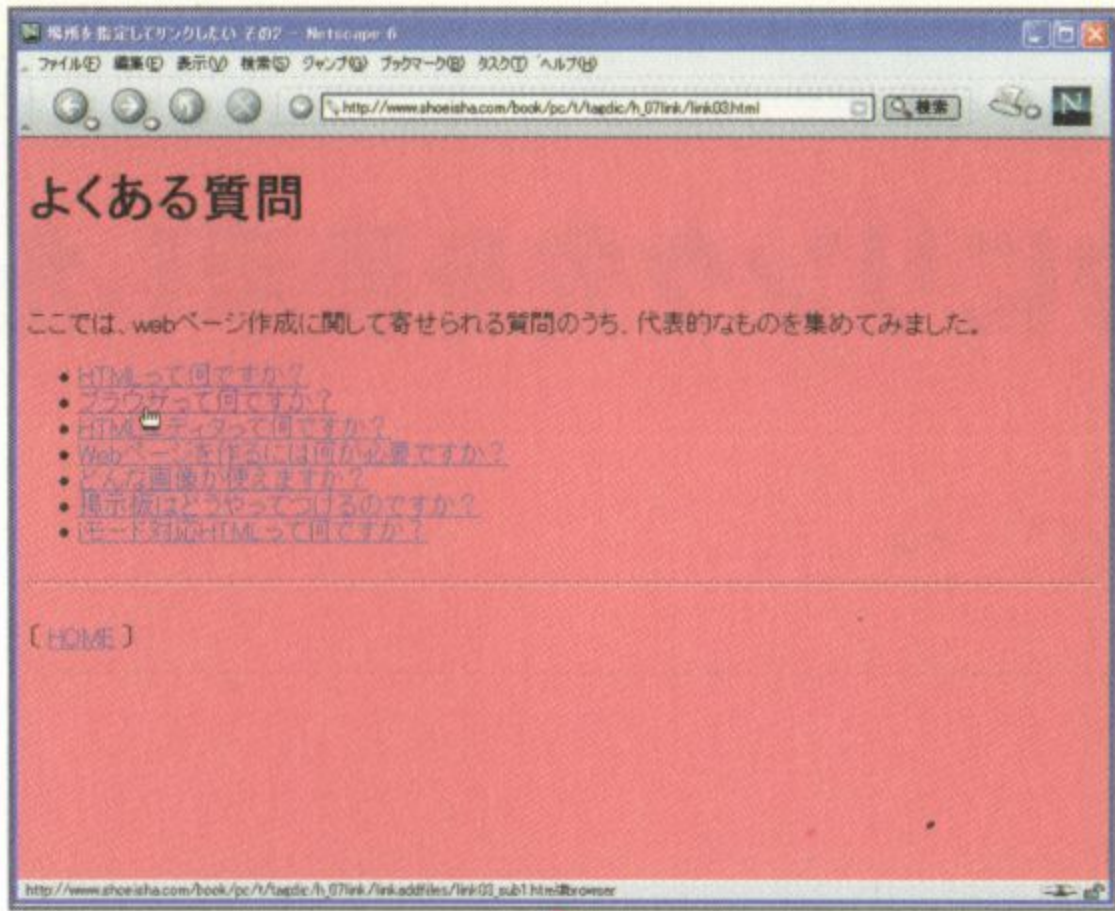 場所を指定してリンクしたい その2 - Netscape 6
ファイル(F) 編集(E) 表示(V) 検索(S) ジャンプ(G) ブックマーク(B) タスク(T) ヘルプ(H)
http://www.shoeisha.com/book/pc/t/tagdic/h_07link/link03.html 検索 N
よくある質問
ここでは、webページ作成に関して寄せられる質問のうち、代表的なものを集めてみました。
• HTMLって何ですか？
• ブラウザって何ですか？
• HTMLエディタって何ですか？
• Webページを作るには何が必要ですか？
• どんな画像が使えますか？
• 掲示板はどうやってつけるのですか？
• iモード対応HTMLって何ですか？
[ HOME ]
http://www.shoeisha.com/book/pc/t/tagdic/h_07link/linkaddfiles/link03_sub1.html#browser